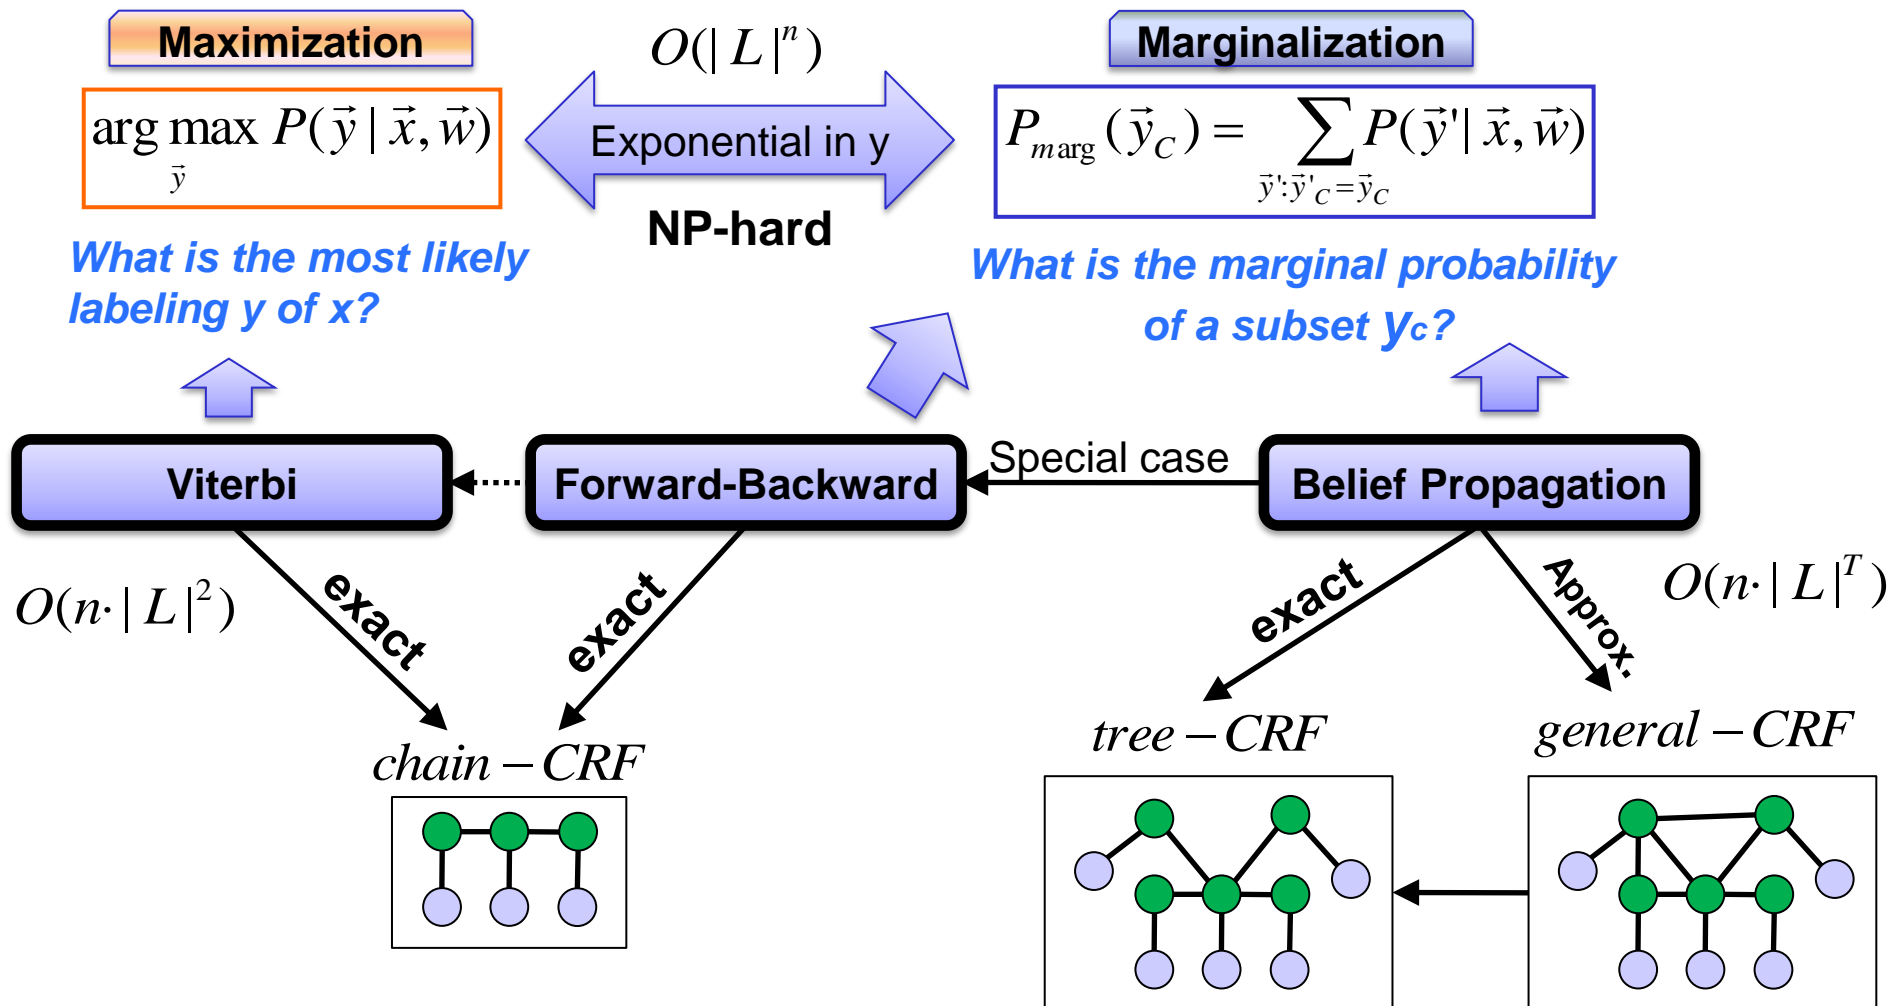 Maximization
O(| L |^n)
Marginalization
arg max P(y⃗ | x⃗, w⃗)
y⃗
Exponential in y
P_marg (y⃗_C) = ∑ P(y⃗'| x⃗, w⃗)
y⃗':y⃗'_C = y⃗_C
NP-hard
What is the most likely
labeling y of x?
What is the marginal probability
of a subset yc?
Viterbi
Forward-Backward
Special case
Belief Propagation
O(n·| L |^2)
exact
exact
exact
Approx.
O(n·| L |^T)
chain – CRF
tree – CRF
general – CRF